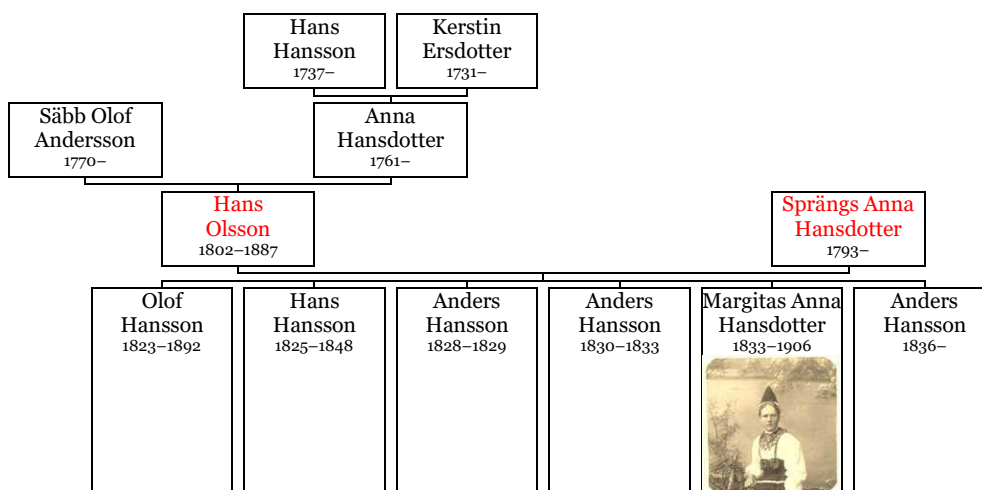 Hans
Hansson
1737–
Kerstin
Ersdotter
1731–
Säbb Olof
Andersson
1770–
Anna
Hansdotter
1761–
Hans
Olsson
1802–1887
Sprängs Anna
Hansdotter
1793–
Olof
Hansson
1823–1892
Hans
Hansson
1825–1848
Anders
Hansson
1828–1829
Anders
Hansson
1830–1833
Margitas Anna
Hansdotter
1833–1906
Anders
Hansson
1836–